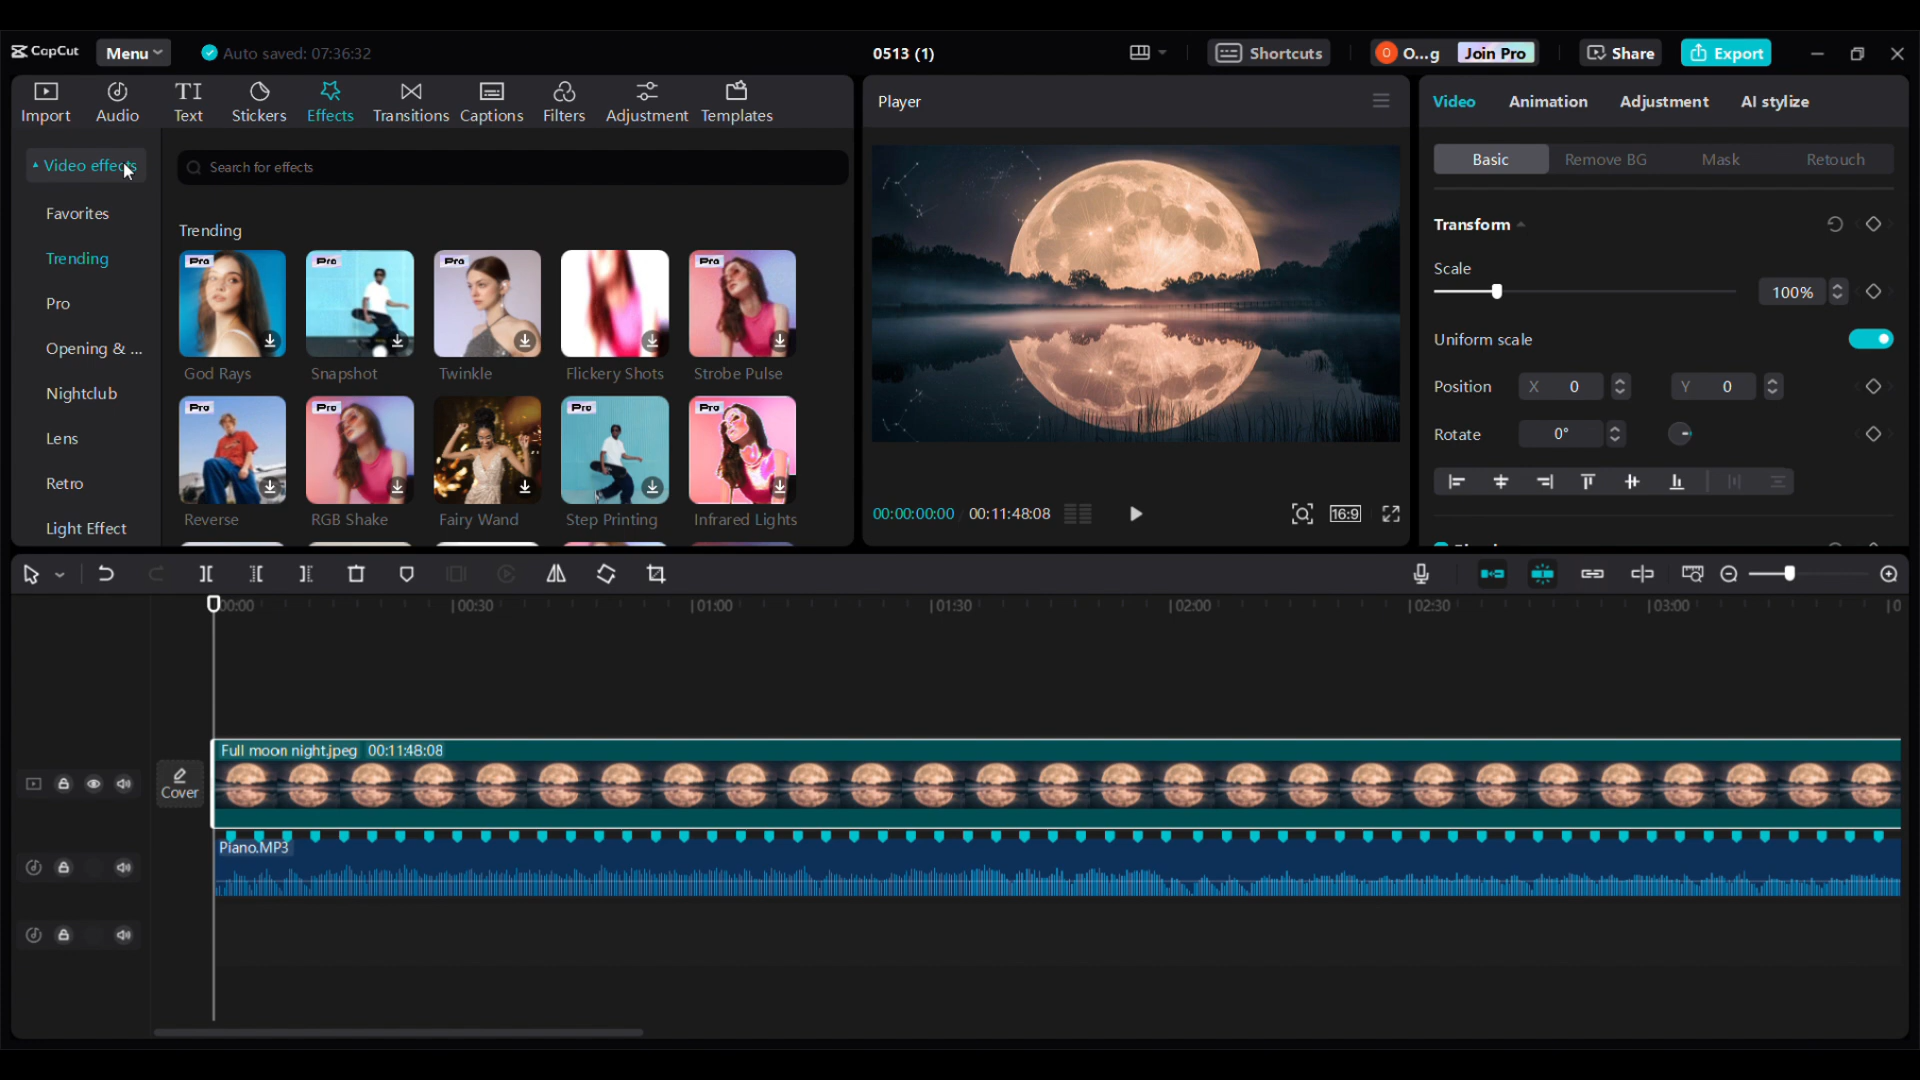 CapCut
Menu
Auto saved: 07:36:32
0513 (1)
Shortcuts
O O...g
Join Pro
Share
Export
Import
Audio
TI
Text
Stickers
Effects
Transitions
Captions
Filters
Adjustment
Templates
Video effects
Favorites
Trending
Pro
Opening & ...
Nightclub
Lens
Retro
Light Effect
Search for effects
Trending
Pro
Pro
Pro
Pro
God Rays
Snapshot
Twinkle
Flickery Shots
Strobe Pulse
Pro
Pro
Pro
Pro
Reverse
RGB Shake
Fairy Wand
Step Printing
Infrared Lights
Player
00:00:00:00
00:11:48:08
16:9
Video
Animation
Adjustment
AI stylize
Basic
Remove BG
Mask
Retouch
Transform
Scale
100%
Uniform scale
Position
X 0
Y 0
Rotate
0°
00:00
00:30
01:00
01:30
02:00
02:30
03:00
Cover
Full moon night.jpeg 00:11:48:08
Piano.MP3